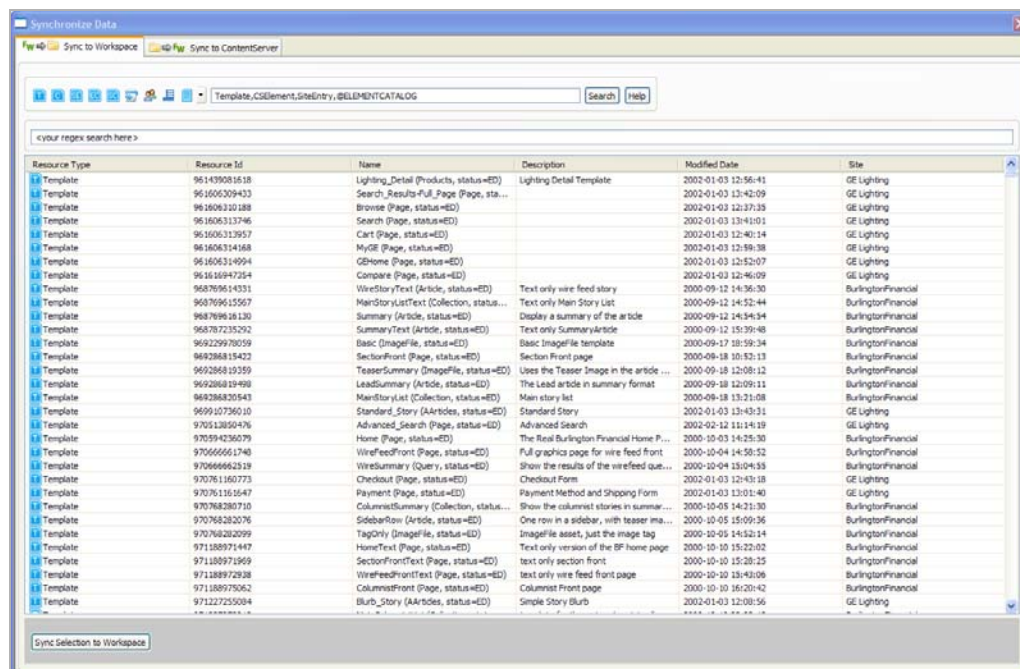 Synchronize Data
Sync to Workspace Sync to ContentServer
Template,CSElement,SiteEntry,@ELEMENTCATALOG Search Help
<your regex search here>
Resource Type Resource Id Name Description Modified Date Site
Template 961439081618 Lighting_Detail (Products, status=ED) Lighting Detail Template 2002-01-03 12:56:41 GE Lighting
Template 961606309433 Search_Results-Full_Page (Page, sta... 2002-01-03 13:42:09 GE Lighting
Template 961606310188 Browse (Page, status=ED) 2002-01-03 12:37:35 GE Lighting
Template 961606313746 Search (Page, status=ED) 2002-01-03 13:41:01 GE Lighting
Template 961606313957 Cart (Page, status=ED) 2002-01-03 12:40:14 GE Lighting
Template 961606314168 MyGE (Page, status=ED) 2002-01-03 12:59:38 GE Lighting
Template 961606314994 GEHome (Page, status=ED) 2002-01-03 12:52:07 GE Lighting
Template 961616947354 Compare (Page, status=ED) 2002-01-03 12:46:09 GE Lighting
Template 968769614331 WireStoryText (Article, status=ED) Text only wire feed story 2000-09-12 14:36:30 BurlingtonFinancial
Template 968769615567 MainStoryListText (Collection, status... Text only Main Story List 2000-09-12 14:52:44 BurlingtonFinancial
Template 968769616130 Summary (Article, status=ED) Display a summary of the article 2000-09-12 14:54:54 BurlingtonFinancial
Template 968787235292 SummaryText (Article, status=ED) Text only SummaryArticle 2000-09-12 15:39:48 BurlingtonFinancial
Template 969229978059 Basic (ImageFile, status=ED) Basic ImageFile template 2000-09-17 18:59:34 BurlingtonFinancial
Template 969286815422 SectionFront (Page, status=ED) Section Front page 2000-09-18 10:52:13 BurlingtonFinancial
Template 969286819359 TeaserSummary (ImageFile, status=ED) Uses the Teaser Image in the article ... 2000-09-18 12:08:12 BurlingtonFinancial
Template 969286819498 LeadSummary (Article, status=ED) The Lead article in summary format 2000-09-18 12:09:11 BurlingtonFinancial
Template 969286820543 MainStoryList (Collection, status=ED) Main story list 2000-09-18 13:21:08 BurlingtonFinancial
Template 969910736010 Standard_Story (AArticles, status=ED) Standard Story 2002-01-03 13:43:31 GE Lighting
Template 970513850476 Advanced_Search (Page, status=ED) Advanced Search 2002-02-12 11:14:19 GE Lighting
Template 970594236079 Home (Page, status=ED) The Real Burlington Financial Home P... 2000-10-03 14:25:30 BurlingtonFinancial
Template 970666661748 WireFeedFront (Page, status=ED) Full graphics page for wire feed front 2000-10-04 14:58:52 BurlingtonFinancial
Template 970666662519 WireSummary (Query, status=ED) Show the results of the wirefeed que... 2000-10-04 15:04:55 BurlingtonFinancial
Template 970761160773 Checkout (Page, status=ED) Checkout Form 2002-01-03 12:43:18 GE Lighting
Template 970761161647 Payment (Page, status=ED) Payment Method and Shipping Form 2002-01-03 13:01:40 GE Lighting
Template 970768280710 ColumnistSummary (Collection, status... Show the columnist stories in summar... 2000-10-05 14:21:30 BurlingtonFinancial
Template 970768282076 SidebarRow (Article, status=ED) One row in a sidebar, with teaser ima... 2000-10-05 15:09:36 BurlingtonFinancial
Template 970768282099 TagOnly (ImageFile, status=ED) ImageFile asset, just the image tag 2000-10-05 14:52:14 BurlingtonFinancial
Template 971188971447 HomeText (Page, status=ED) Text only version of the BF home page 2000-10-10 15:22:02 BurlingtonFinancial
Template 971188971969 SectionFrontText (Page, status=ED) text only section front 2000-10-10 15:28:25 BurlingtonFinancial
Template 971188972938 WireFeedFrontText (Page, status=ED) text only wire feed front page 2000-10-10 15:43:06 BurlingtonFinancial
Template 971188975062 ColumnistFront (Page, status=ED) Columnist Front page 2000-10-10 16:20:42 BurlingtonFinancial
Template 971227255084 Blurb_Story (AArticles, status=ED) Simple Story Blurb 2002-01-03 12:08:56 GE Lighting
Sync Selection to Workspace